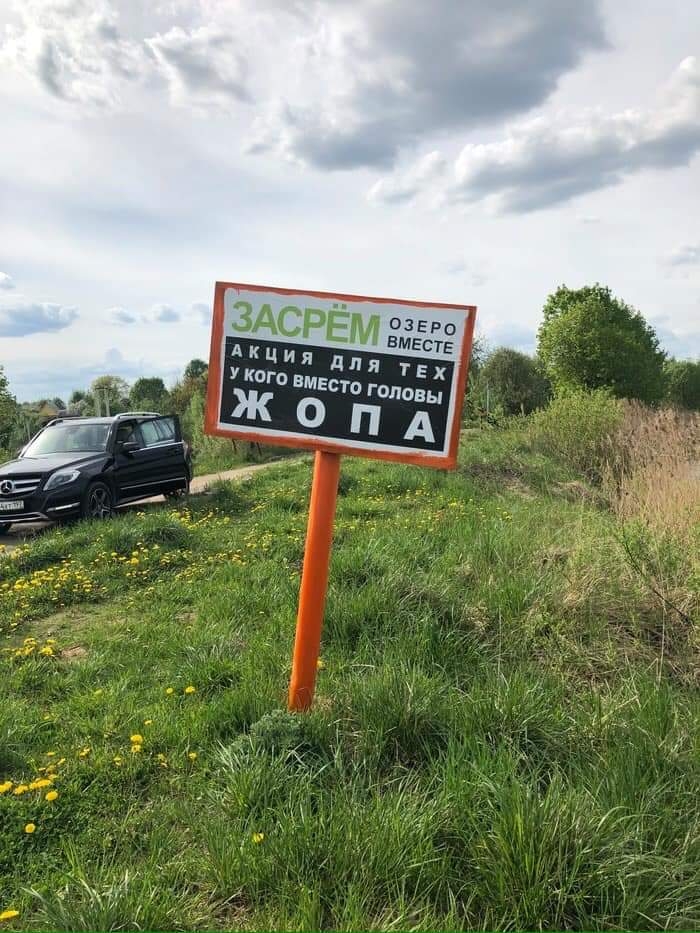 ЗАСРЁМ ОЗЕРО
ВМЕСТЕ
АКЦИЯ ДЛЯ ТЕХ
У КОГО ВМЕСТО ГОЛОВЫ
ЖОПА